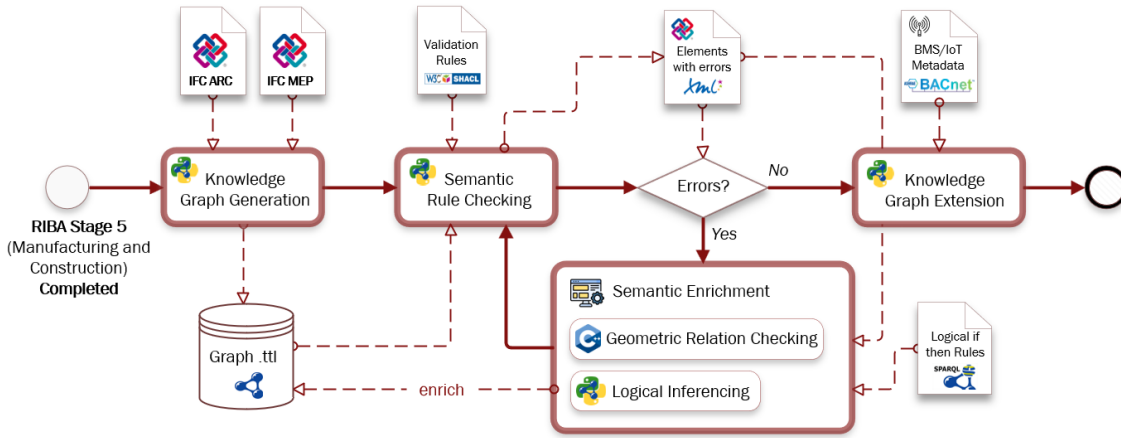 IFC ARC
IFC MEP
Validation
Rules
W3C SHACL
Elements
with errors
Xml
BMS/IoT
Metadata
BACnet
Knowledge
Graph Generation
Semantic
Rule Checking
Errors?
No
Knowledge
Graph Extension
RIBA Stage 5
(Manufacturing and
Construction)
Completed
Yes
Semantic Enrichment
Geometric Relation Checking
Logical Inferencing
Graph .ttl
enrich
Logical if
then Rules
SPARQL
C++